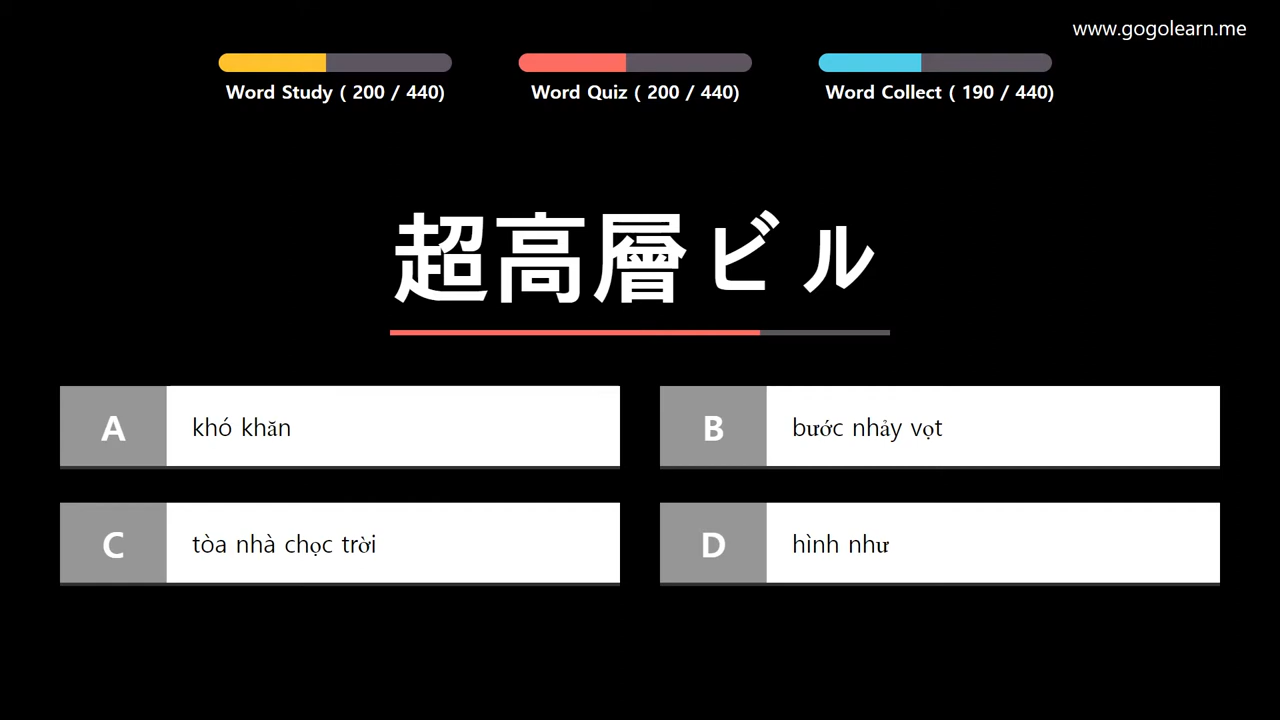 www.gogolearn.me
Word Study ( 200 / 440)
Word Quiz ( 200 / 440)
Word Collect ( 190 / 440)
超高層ビル
A khó khăn
B bước nhảy vọt
C tòa nhà chọc trời
D hình như